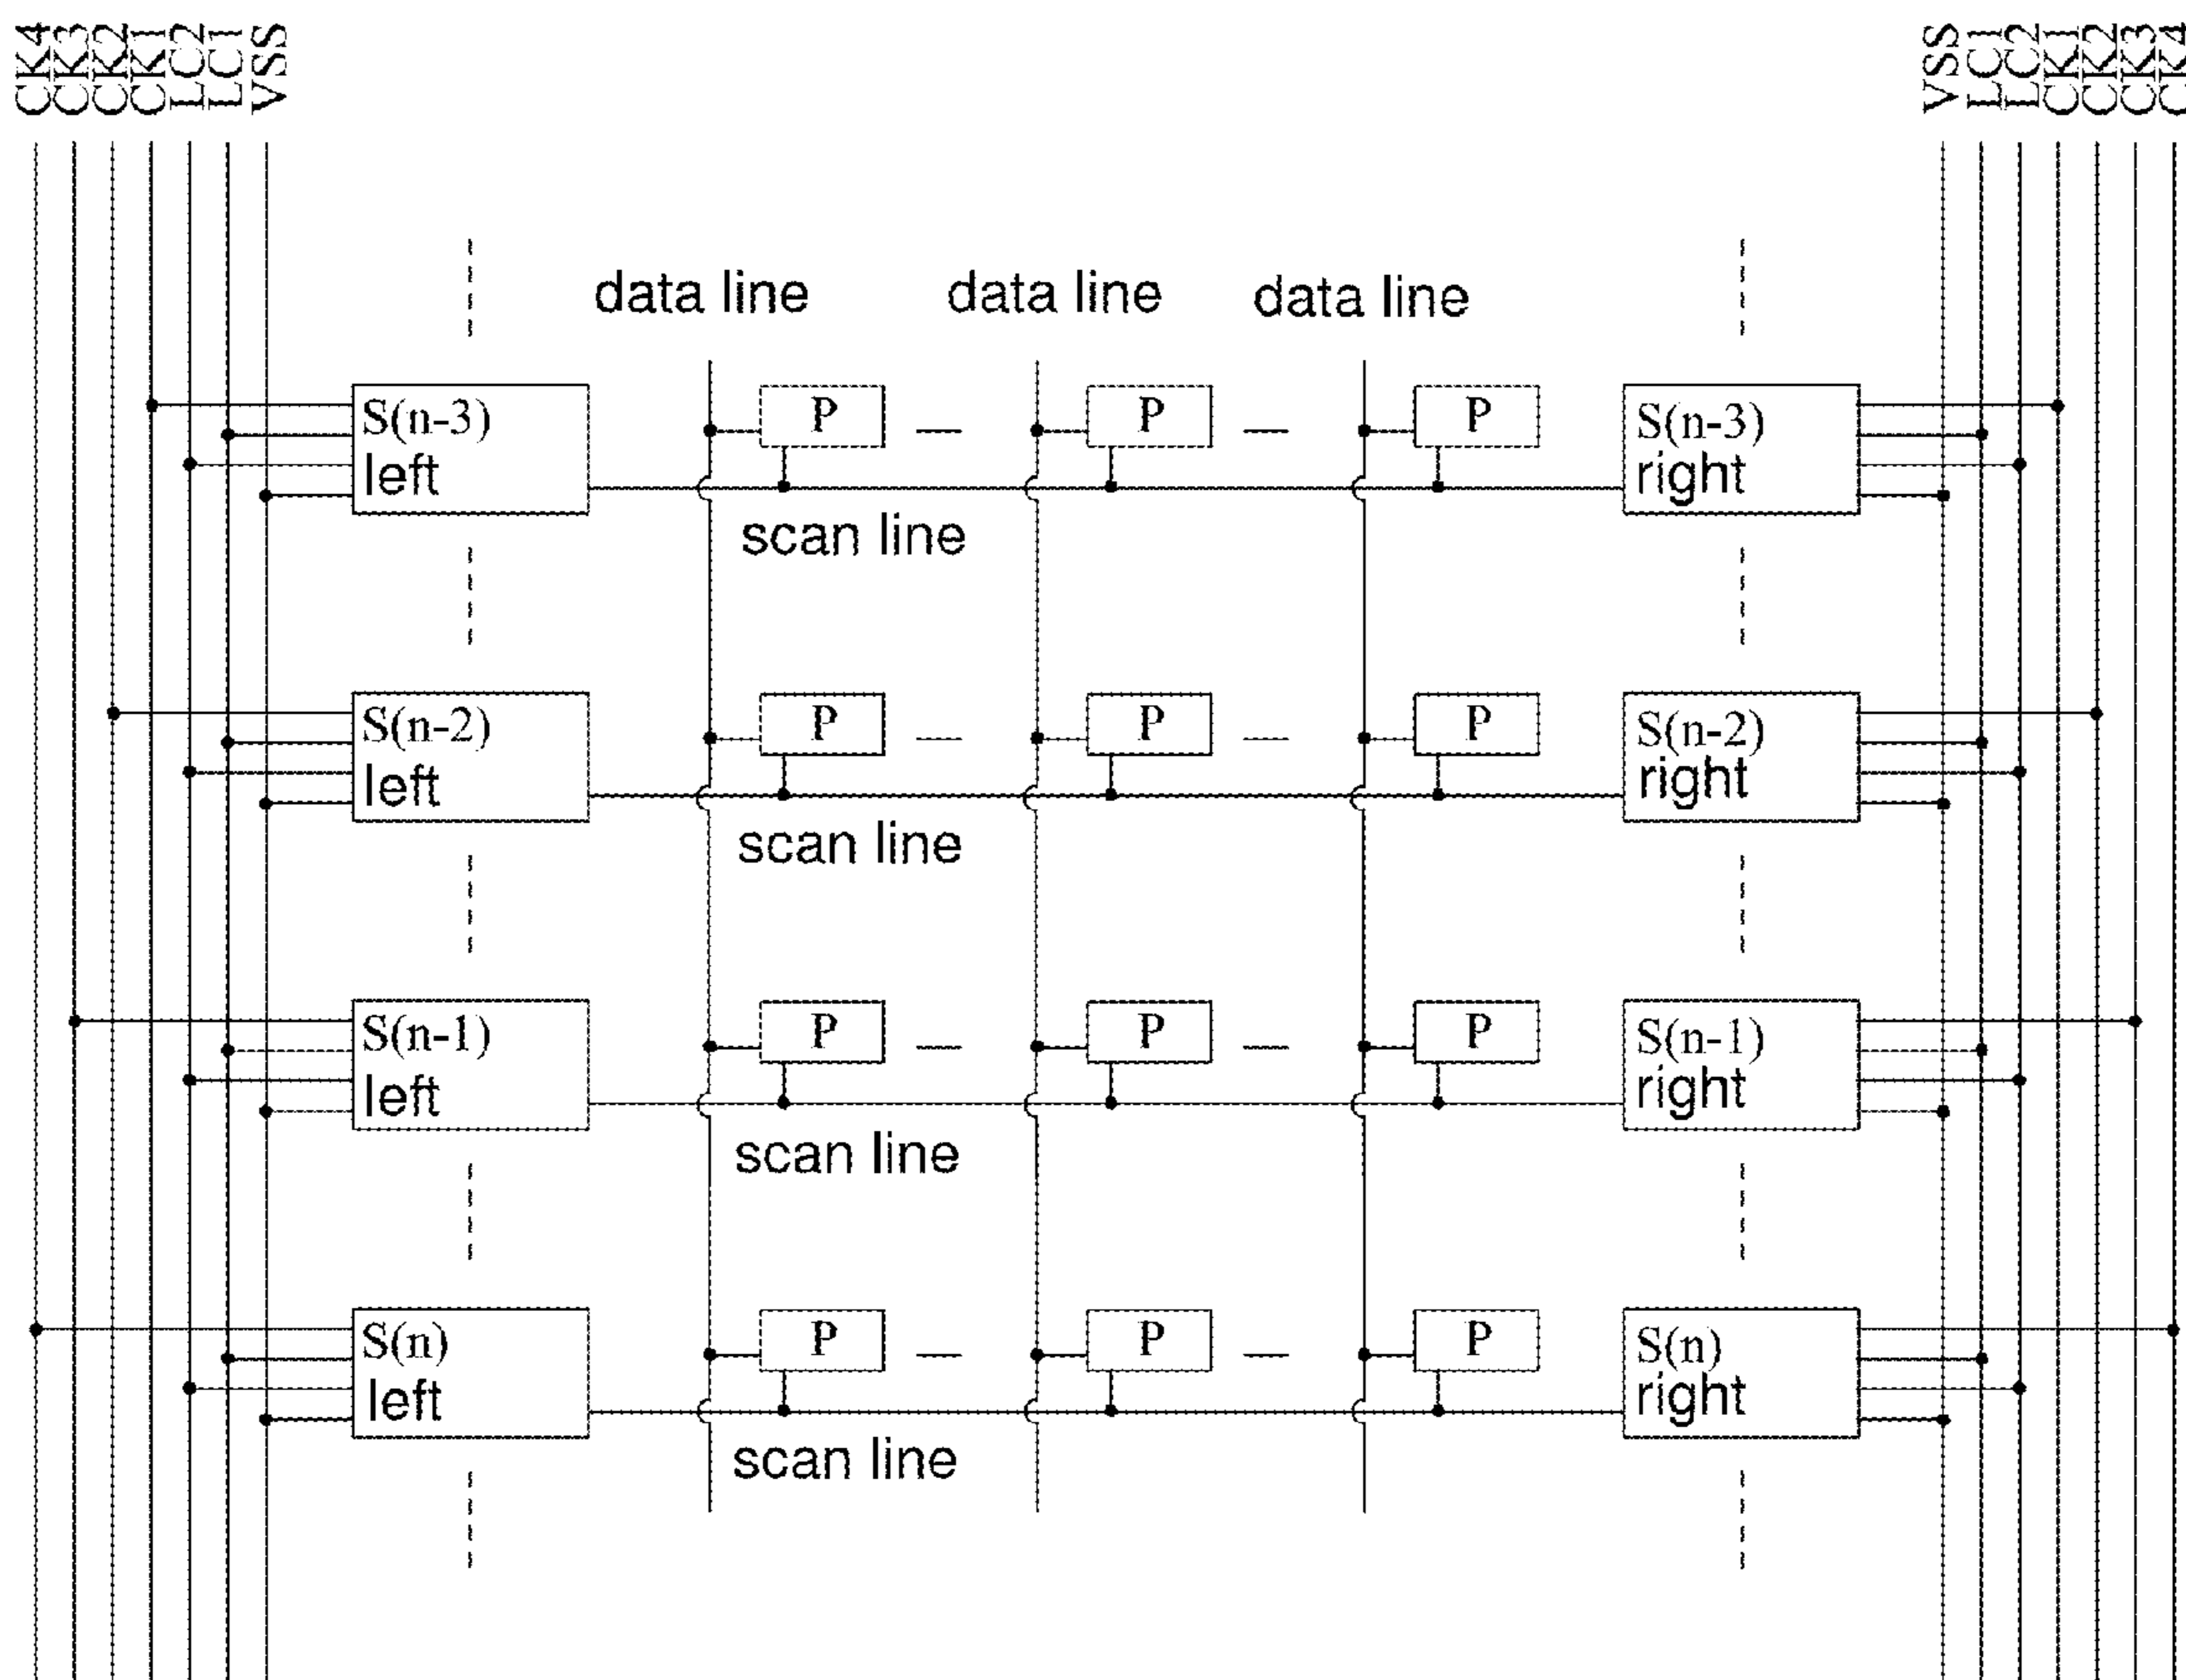 CK4
CK3
CK2
CK1
LC2
LC1
VSS
VSS
LC1
LC2
CK1
CK2
CK3
CK4
data line data line data line
S(n-3)
left
P P P
S(n-3)
right
scan line
S(n-2)
left
P P P
S(n-2)
right
scan line
S(n-1)
left
P P P
S(n-1)
right
scan line
S(n)
left
P P P
S(n)
right
scan line